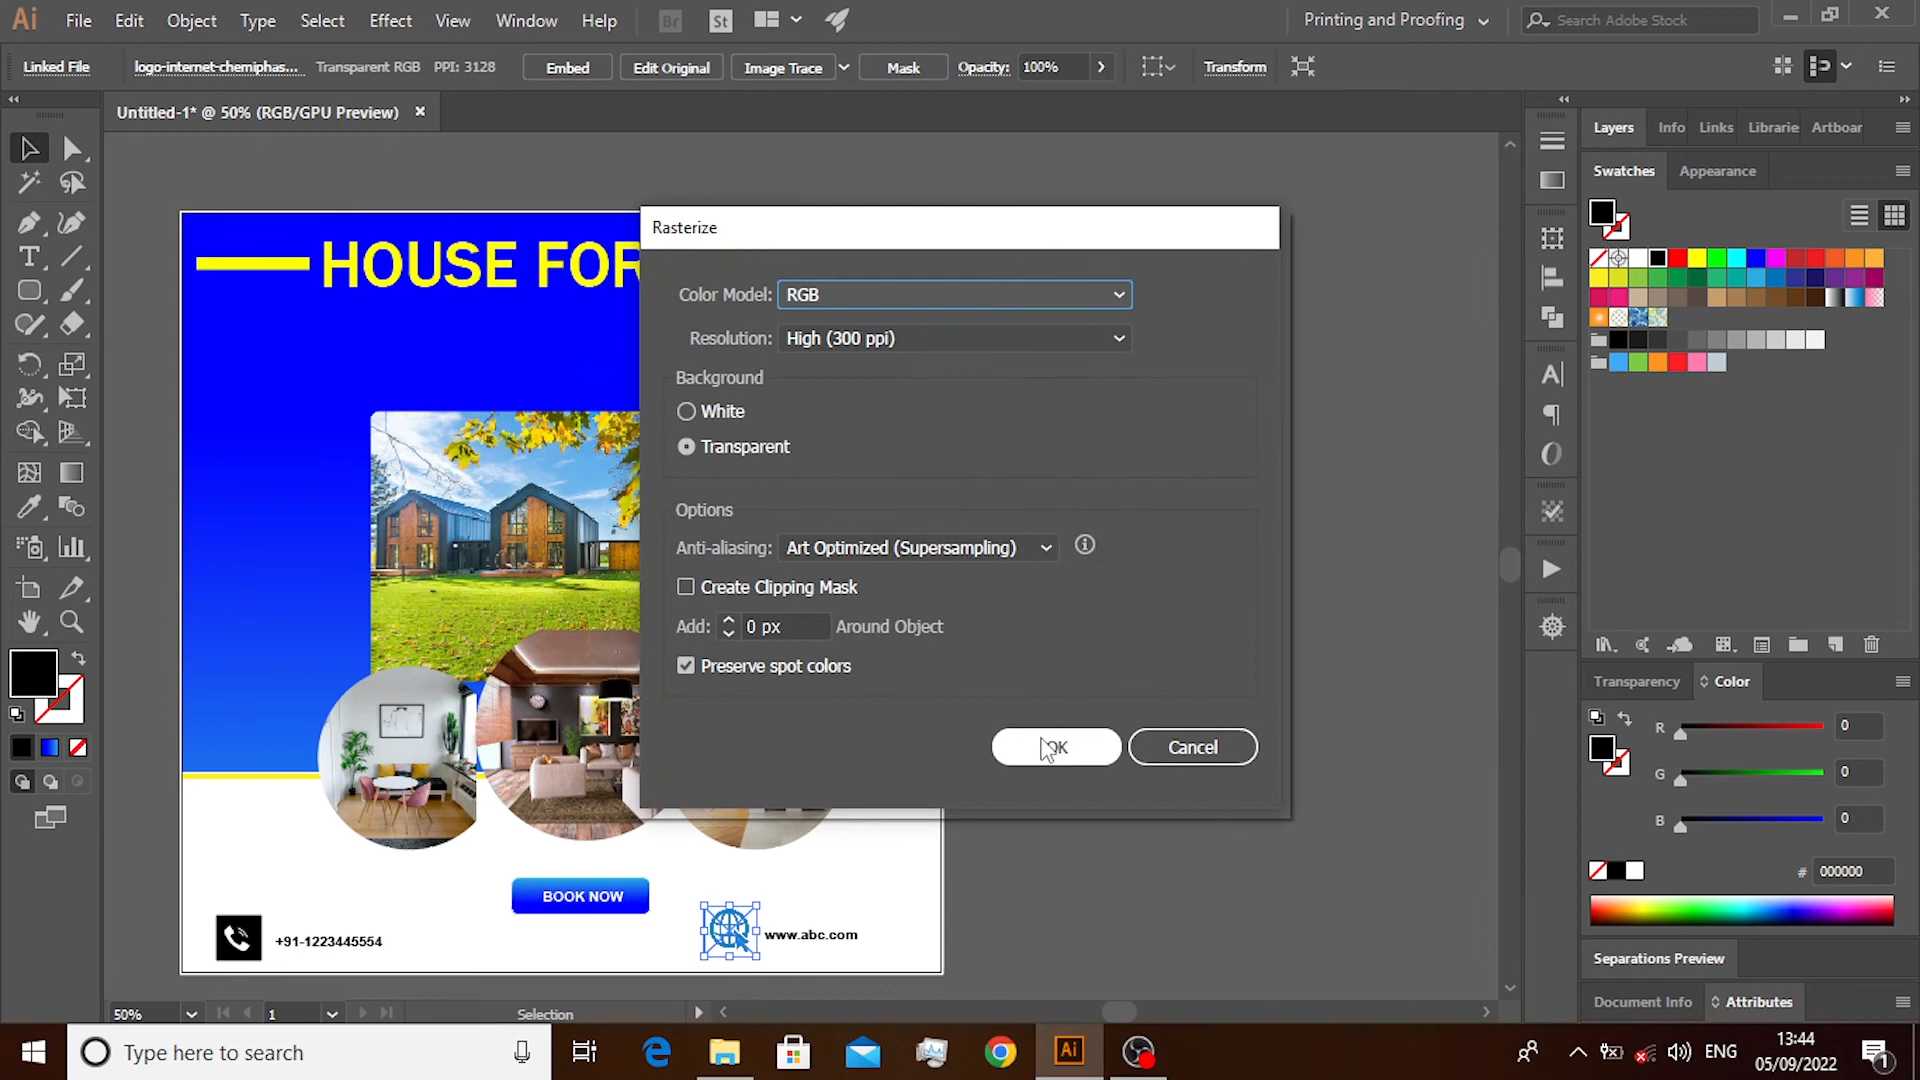 Ai File Edit Object Type Select Effect View Window Help Br St Printing and Proofing Search Adobe Stock
Linked File logo-internet-chemiphas... Transparent RGB PPI: 3128 Embed Edit Original Image Trace Mask Opacity: 100% Transform
Untitled-1* @ 50% (RGB/GPU Preview)
Layers Info Links Librarie Artboar
Swatches Appearance
HOUSE FOR
Rasterize
Color Model: RGB
Resolution: High (300 ppi)
Background
White
Transparent
Options
Anti-aliasing: Art Optimized (Supersampling)
Create Clipping Mask
Add: 0 px Around Object
Preserve spot colors
OK Cancel
Transparency Color
R 0
G 0
B 0
# 000000
BOOK NOW
+91-1223445554
www.abc.com
Separations Preview
Document Info Attributes
50% 1 Selection
Type here to search
Ai
ENG
13:44
05/09/2022
1